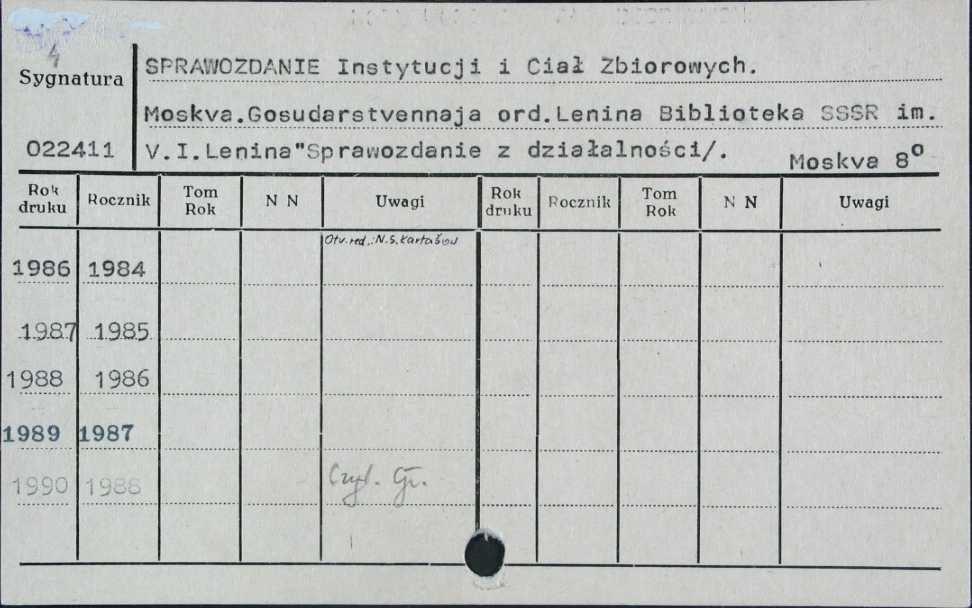 4
Sygnatura
SPRAWOZDANIE Instytucji i Ciał Zbiorowych.
Moskva.Gosudarstvennaja ord.Lenina Biblioteka SSSR im.
022411
V.I.Lenina"Sprawozdanie z działalności/.
Moskva 8º
Rok druku Rocznik Tom Rok N N Uwagi Rok druku Rocznik Tom Rok N N Uwagi
Otv.red.:N.S.Kartašov
1986 1984
1987 1985
1988 1986
1989 1987
1990 1988
Czyt.